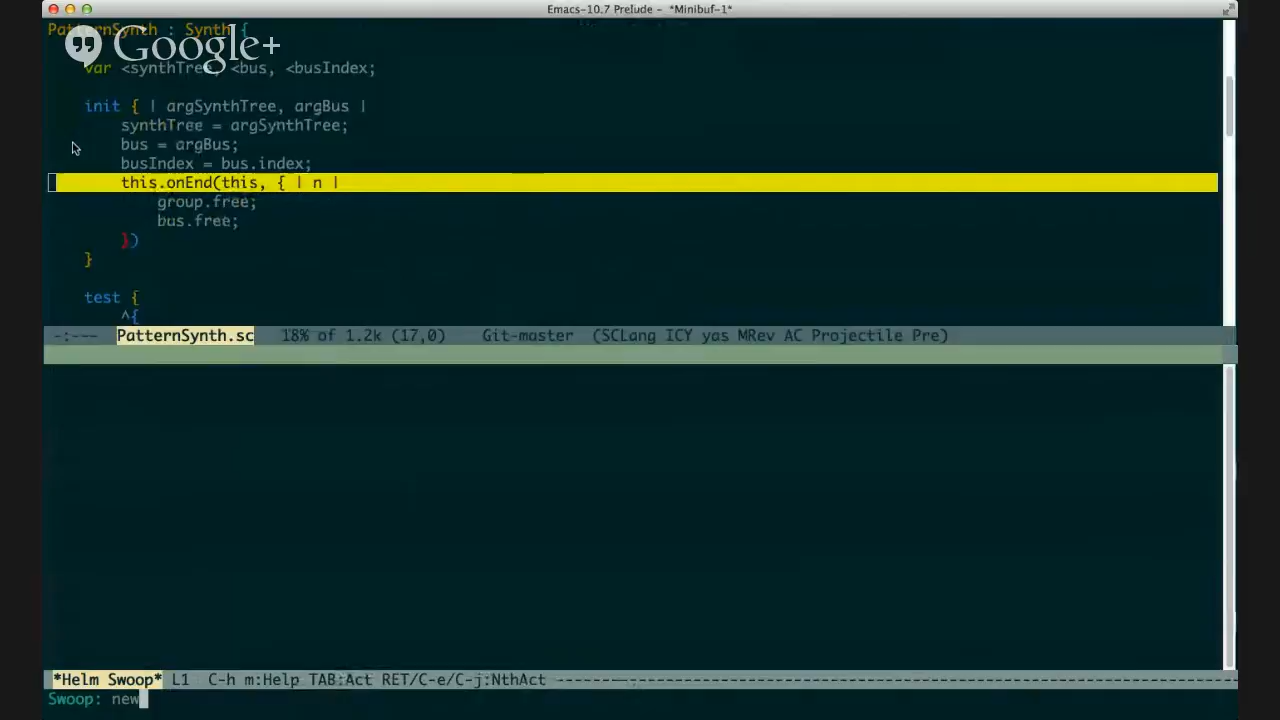 Emacs-10.7 Prelude - *Minibuf-1*
PatternSynth : Synth {
Google+
var <synthTree, <bus, <busIndex;
init { | argSynthTree, argBus |
synthTree = argSynthTree;
bus = argBus;
busIndex = bus.index;
this.onEnd(this, { | n |
group.free;
bus.free;
})
}
test {
^{
-:--- PatternSynth.sc 18% of 1.2k (17,0) Git-master (SCLang ICY yas MRev AC Projectile Pre)
*Helm Swoop* L1 C-h m:Help TAB:Act RET/C-e/C-j:NthAct
Swoop: new